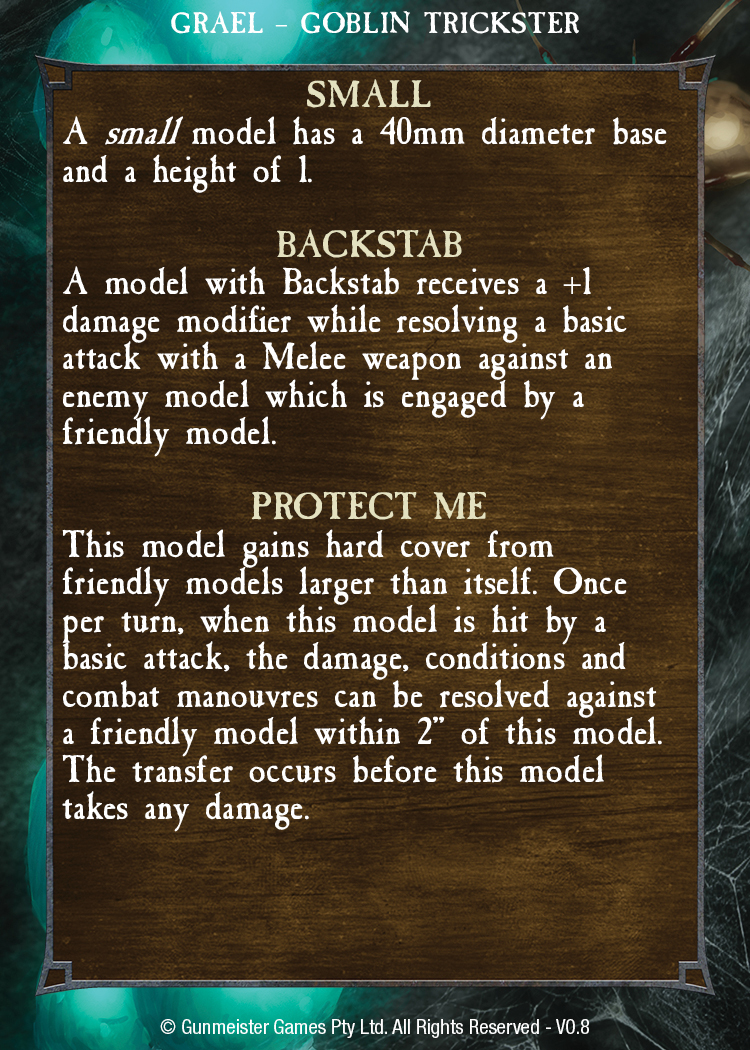 GRAEL – GOBLIN TRICKSTER
SMALL
A small model has a 40mm diameter base
and a height of 1.
BACKSTAB
A model with Backstab receives a +1
damage modifier while resolving a basic
attack with a Melee weapon against an
enemy model which is engaged by a
friendly model.
PROTECT ME
This model gains hard cover from
friendly models larger than itself. Once
per turn, when this model is hit by a
basic attack, the damage, conditions and
combat manouvres can be resolved against
a friendly model within 2” of this model.
The transfer occurs before this model
takes any damage.
© Gunmeister Games Pty Ltd. All Rights Reserved - V0.8